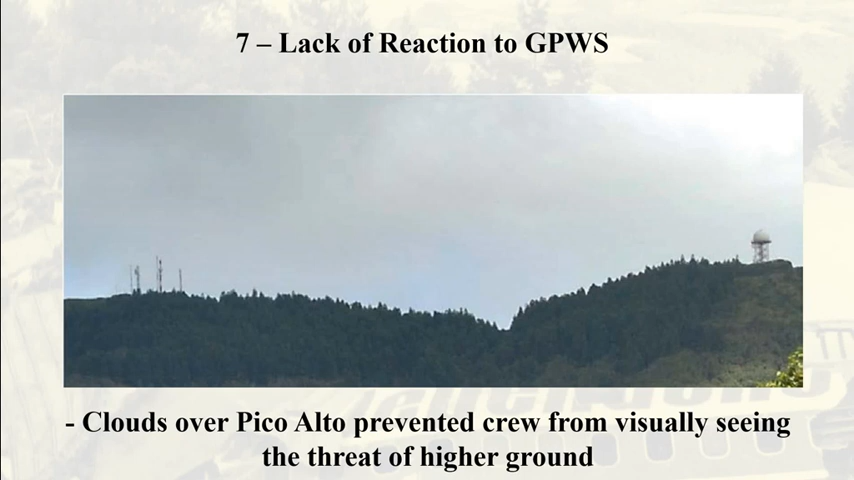 7 – Lack of Reaction to GPWS
- Clouds over Pico Alto prevented crew from visually seeing
the threat of higher ground